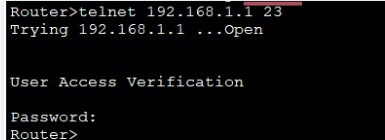 Router>telnet 192.168.1.1 23
Trying 192.168.1.1 ...Open
User Access Verification
Password:
Router>